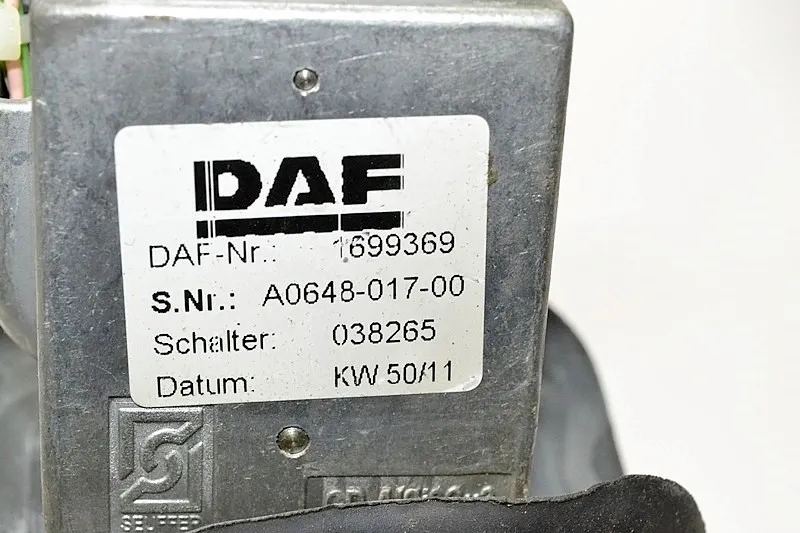 DAF
DAF-Nr.: 1699369
S.Nr.: A0648-017-00
Schalter: 038265
Datum: KW 50/11
SEUFFER